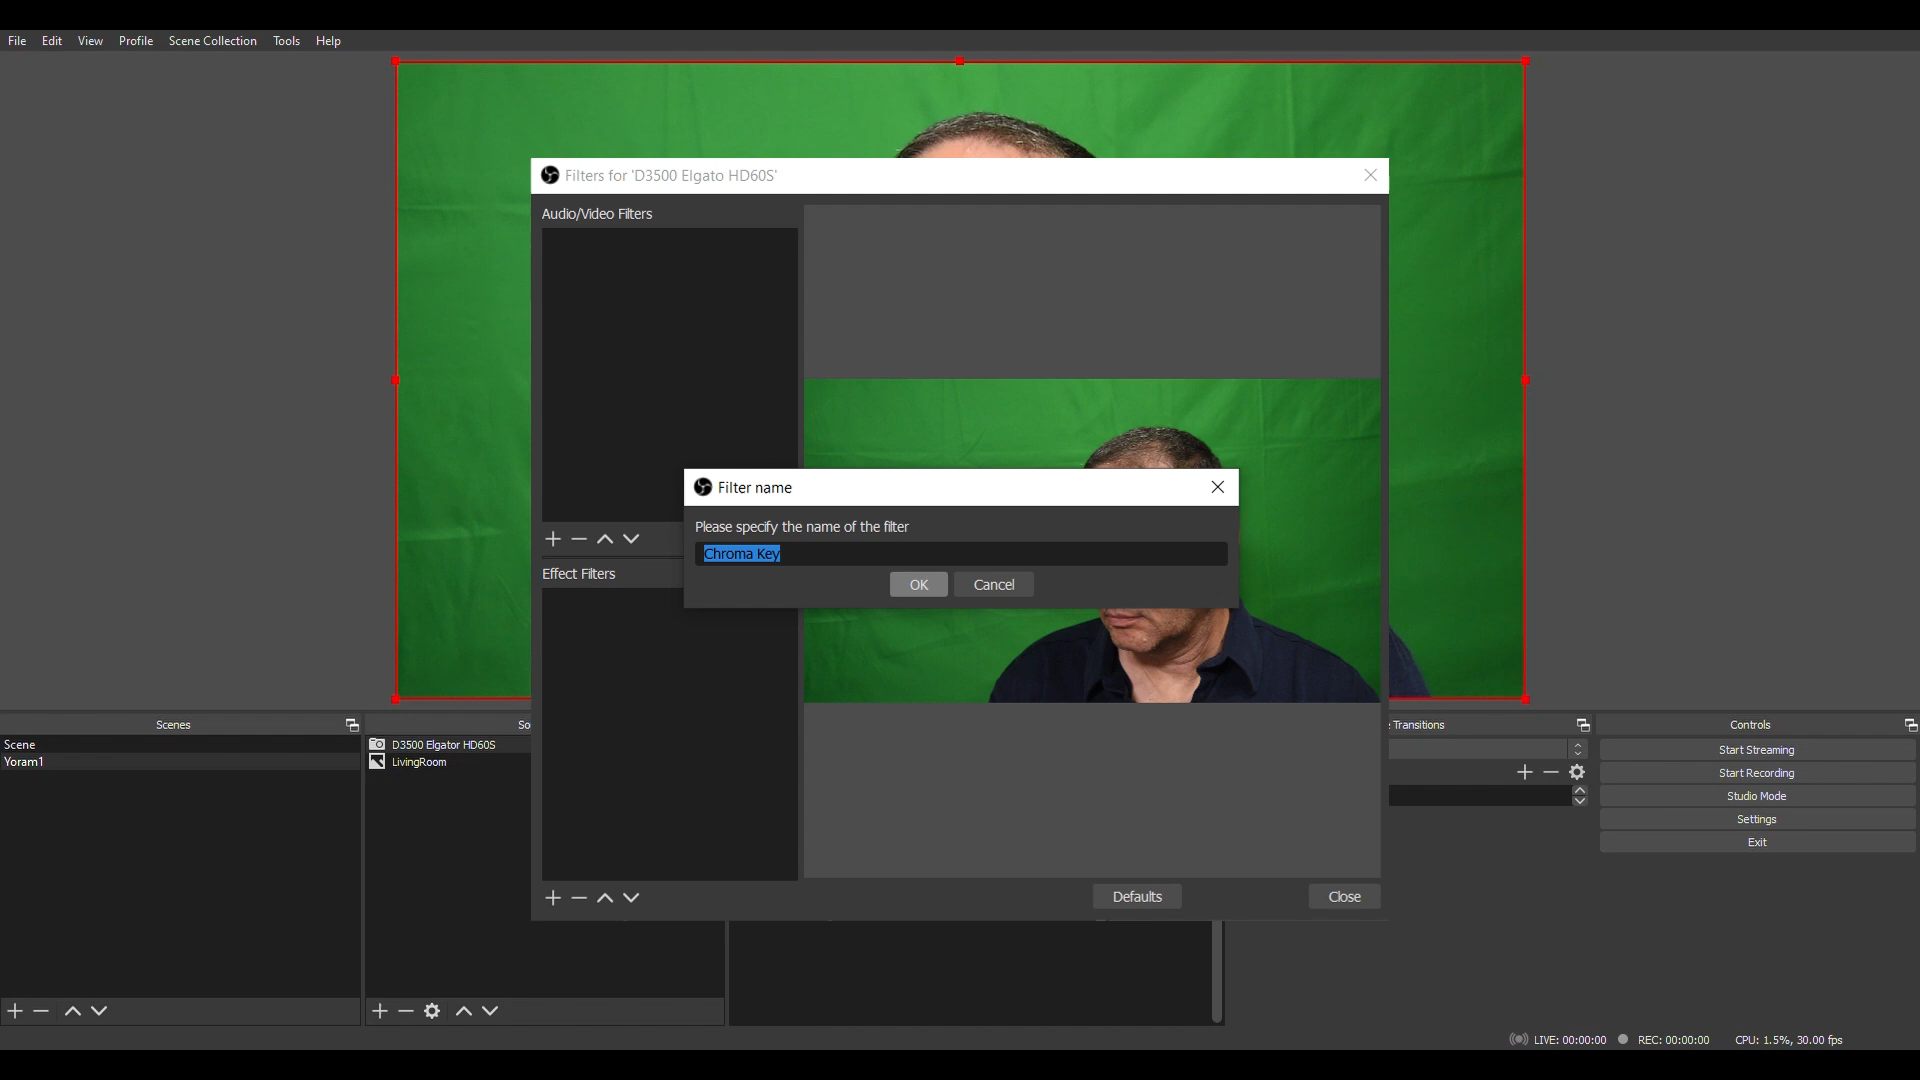 File Edit View Profile Scene Collection Tools Help
Filters for 'D3500 Elgato HD60S'
Audio/Video Filters
Filter name
Please specify the name of the filter
Chroma Key
OK Cancel
Effect Filters
Defaults Close
Scenes
Scene
Yoram1
So
D3500 Elgator HD60S
LivingRoom
Transitions
Controls
Start Streaming
Start Recording
Studio Mode
Settings
Exit
LIVE: 00:00:00 REC: 00:00:00 CPU: 1.5%, 30.00 fps